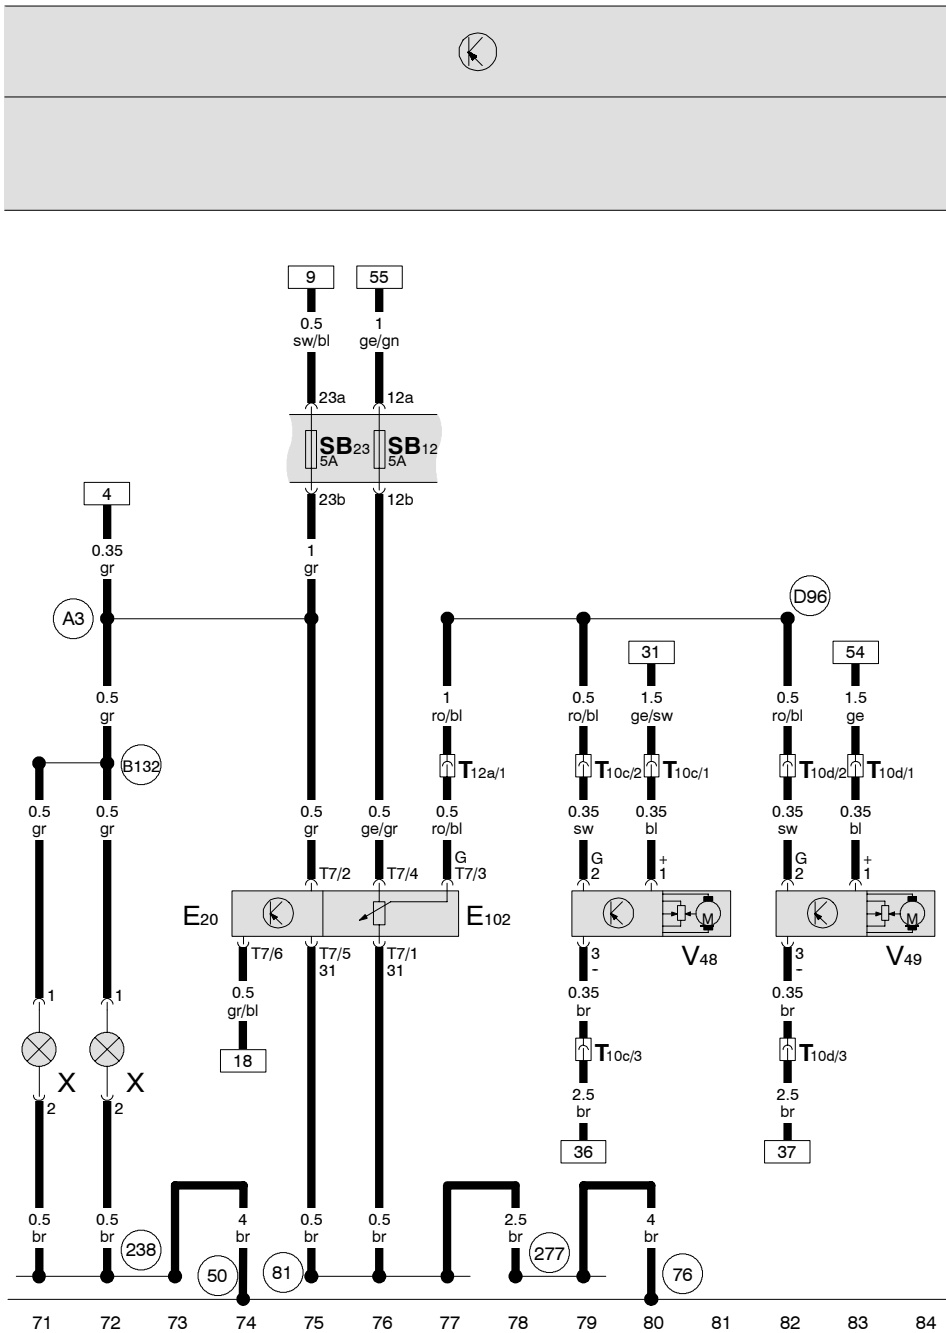 9 55
0.5 1
sw/bl ge/gn
23a 12a
SB23 SB12
5A 5A
23b 12b
4
0.35 1
gr gr
A3 D96
31 54
0.5 1 0.5 1.5 0.5 1.5
gr ro/bl ro/bl ge/sw ro/bl ge
B132 T12a/1 T10c/2 T10c/1 T10d/2 T10d/1
0.5 0.5 0.5 0.5 0.5 0.35 0.35 0.35 0.35
gr gr gr ge/gr ro/bl sw bl sw bl
G G + G +
T7/2 T7/4 T7/3 2 1 2 1
E20 E102 M M
T7/6 T7/5 T7/1 3 V48 3 V49
31 31 - -
1 1 0.5 0.35 0.35
gr/bl br br
18 T10c/3 T10d/3
X X
2 2 2.5 2.5
br br
36 37
0.5 0.5 4 0.5 0.5 2.5 4
br br br br br br br
238 50 81 277 76
71 72 73 74 75 76 77 78 79 80 81 82 83 84